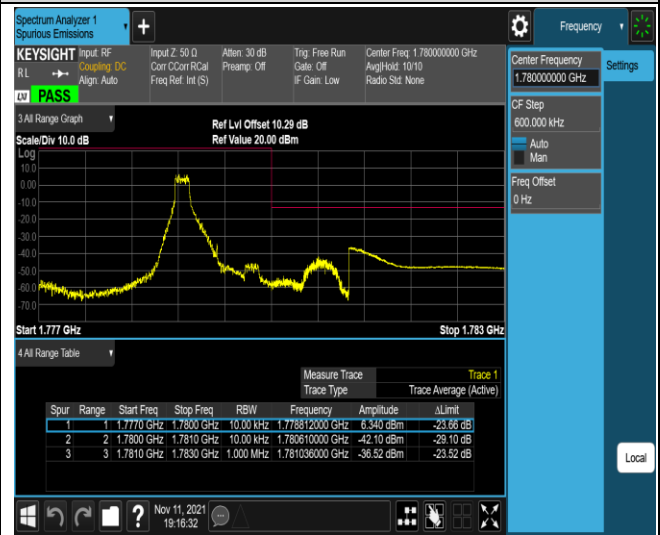 Spectrum Analyzer 1
Spurious Emissions
+
Frequency
KEYSIGHT
RL
LXI PASS
Input: RF
Coupling: DC
Align: Auto
Input Z: 50 Ω
Corr CCorr RCal
Freq Ref: Int (S)
Atten: 30 dB
Preamp: Off
Trig: Free Run
Gate: Off
IF Gain: Low
Center Freq: 1.780000000 GHz
Avg|Hold: 10/10
Radio Std: None
Center Frequency
1.780000000 GHz
Settings
CF Step
600.000 kHz
Auto
Man
Freq Offset
0 Hz
3 All Range Graph
Scale/Div 10.0 dB
Ref Lvl Offset 10.29 dB
Ref Value 20.00 dBm
Log
10.0
0.00
-10.0
-20.0
-30.0
-40.0
-50.0
-60.0
-70.0
Start 1.777 GHz
Stop 1.783 GHz
4 All Range Table
Measure Trace Trace 1
Trace Type Trace Average (Active)
Spur Range Start Freq Stop Freq RBW Frequency Amplitude ΔLimit
1 1 1.7770 GHz 1.7800 GHz 10.00 kHz 1.778812000 GHz 6.340 dBm -23.66 dB
2 2 1.7800 GHz 1.7810 GHz 10.00 kHz 1.780610000 GHz -42.10 dBm -29.10 dB
3 3 1.7810 GHz 1.7830 GHz 1.000 MHz 1.781036000 GHz -36.52 dBm -23.52 dB
Local
?
Nov 11, 2021
19:16:32